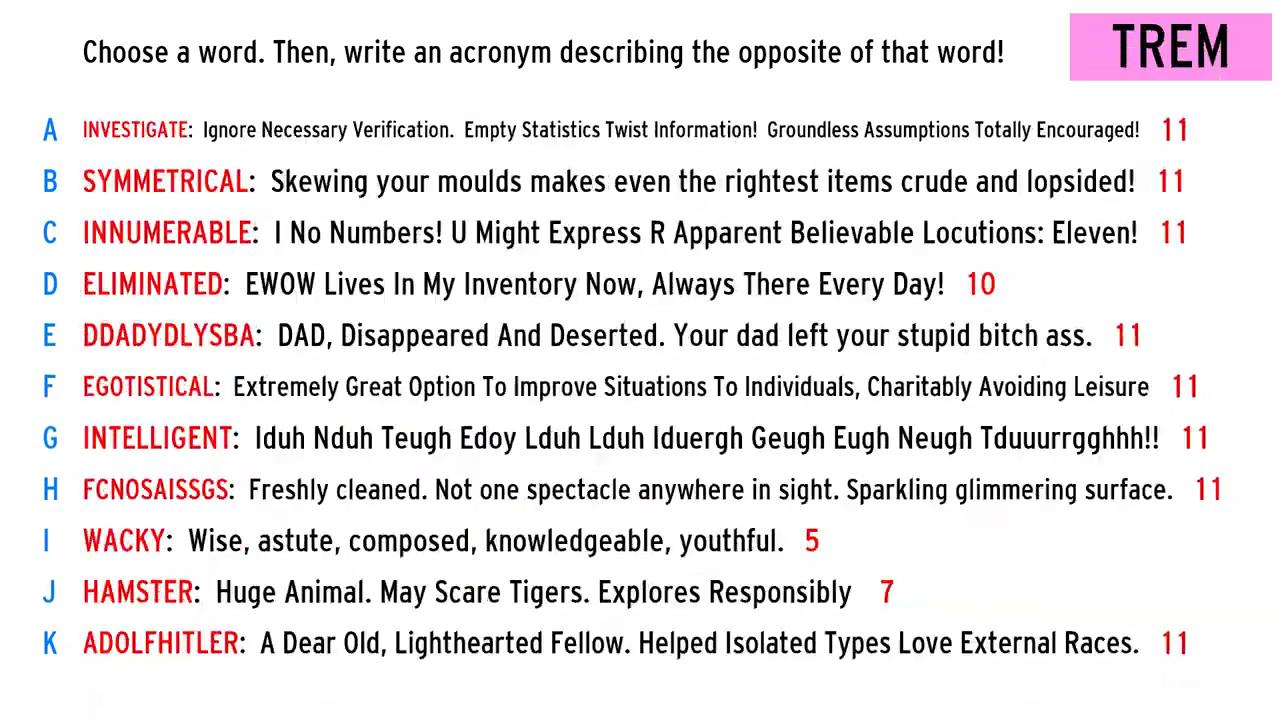 Choose a word. Then, write an acronym describing the opposite of that word!
TREM
A INVESTIGATE: Ignore Necessary Verification. Empty Statistics Twist Information! Groundless Assumptions Totally Encouraged! 11
B SYMMETRICAL: Skewing your moulds makes even the rightest items crude and lopsided! 11
C INNUMERABLE: I No Numbers! U Might Express R Apparent Believable Locutions: Eleven! 11
D ELIMINATED: EWOW Lives In My Inventory Now, Always There Every Day! 10
E DDADYDLYSBA: DAD, Disappeared And Deserted. Your dad left your stupid bitch ass. 11
F EGOTISTICAL: Extremely Great Option To Improve Situations To Individuals, Charitably Avoiding Leisure 11
G INTELLIGENT: Iduh Nduh Teugh Edoy Lduh Lduh Iduergh Geugh Eugh Neugh Tduuurrgghhh!! 11
H FCNOSAISSGS: Freshly cleaned. Not one spectacle anywhere in sight. Sparkling glimmering surface. 11
I WACKY: Wise, astute, composed, knowledgeable, youthful. 5
J HAMSTER: Huge Animal. May Scare Tigers. Explores Responsibly 7
K ADOLFHITLER: A Dear Old, Lighthearted Fellow. Helped Isolated Types Love External Races. 11